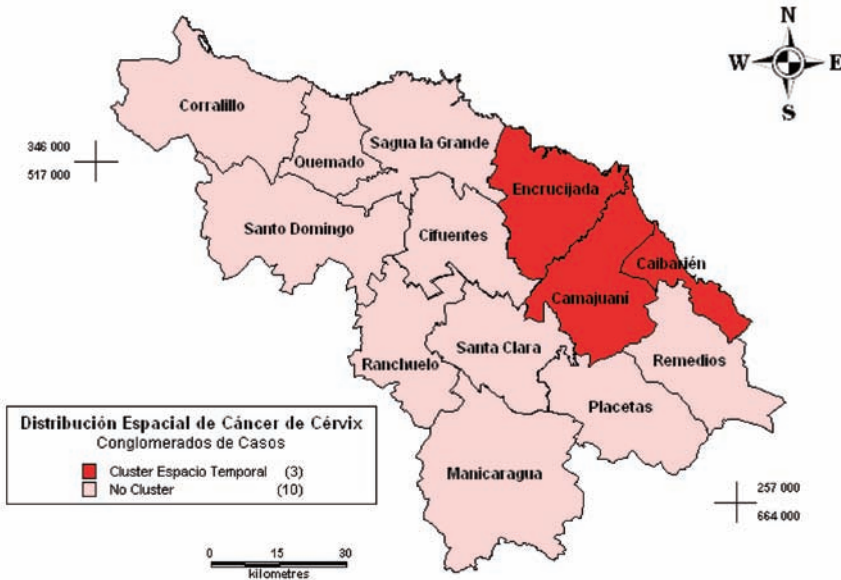 N
W E
S
Corralillo
346 000
517 000
Quemado
Sagua la Grande
Encrucijada
Santo Domingo
Cifuentes
Caibarién
Camajuaní
Ranchuelo
Santa Clara
Remedios
Placetas
Manicaragua
Distribución Espacial de Cáncer de Cérvix
Conglomerados de Casos
Cluster Espacio Temporal (3)
No Cluster (10)
257 000
664 000
0 15 30
kilometres